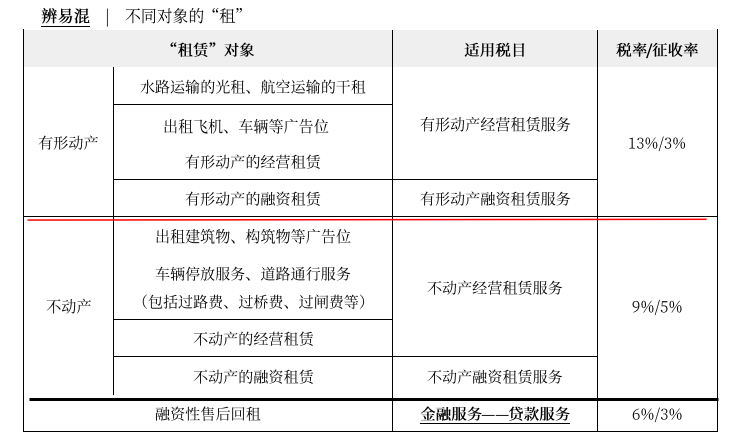 辨易混 | 不同对象的“租”
“租赁”对象 适用税目 税率/征收率
水路运输的光租、航空运输的干租
出租飞机、车辆等广告位
有形动产经营租赁服务
有形动产
13%/3%
有形动产的经营租赁
有形动产的融资租赁 有形动产融资租赁服务
出租建筑物、构筑物等广告位
车辆停放服务、道路通行服务
不动产经营租赁服务
（包括过路费、过桥费、过闸费等）
不动产
9%/5%
不动产的经营租赁
不动产的融资租赁 不动产融资租赁服务
融资性售后回租 金融服务——贷款服务 6%/3%